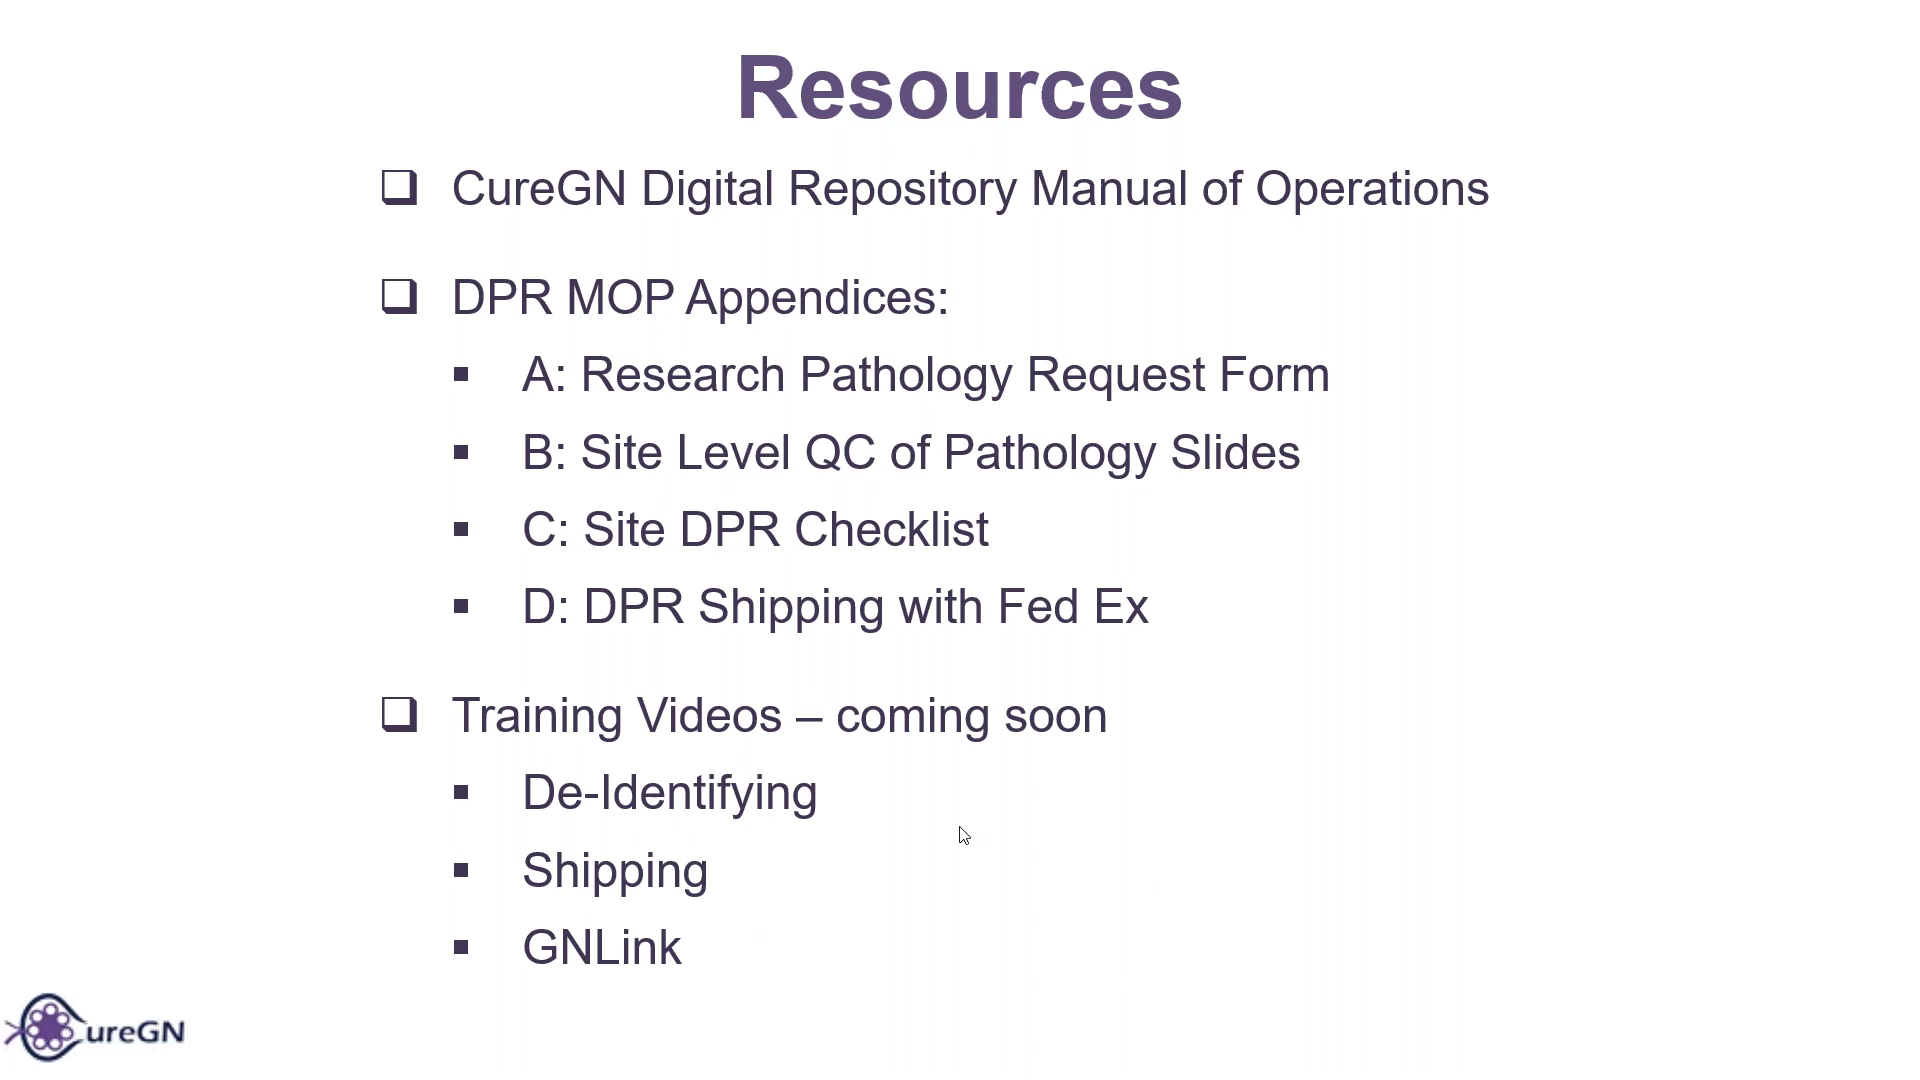 Resources
CureGN Digital Repository Manual of Operations
DPR MOP Appendices:
A: Research Pathology Request Form
B: Site Level QC of Pathology Slides
C: Site DPR Checklist
D: DPR Shipping with Fed Ex
Training Videos – coming soon
De-Identifying
Shipping
GNLink
CureGN